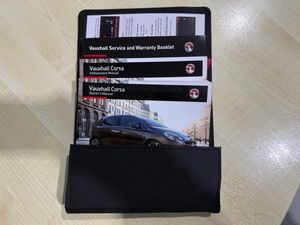 Vauxhall Service and Warranty Booklet
Vauxhall Corsa
Infotainment Manual
Vauxhall Corsa
Owner's Manual